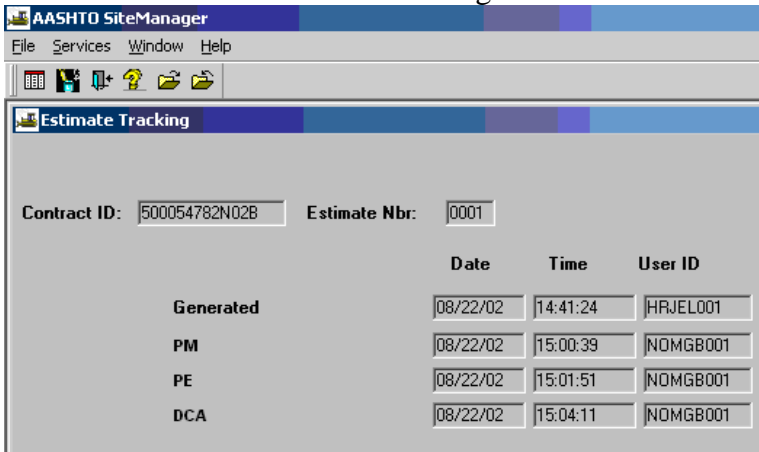 AASHTO SiteManager
File Services Window Help
Estimate Tracking
Contract ID: 500054782N02B Estimate Nbr: 0001
Date Time User ID
Generated 08/22/02 14:41:24 HRJEL001
PM 08/22/02 15:00:39 NOMGB001
PE 08/22/02 15:01:51 NOMGB001
DCA 08/22/02 15:04:11 NOMGB001